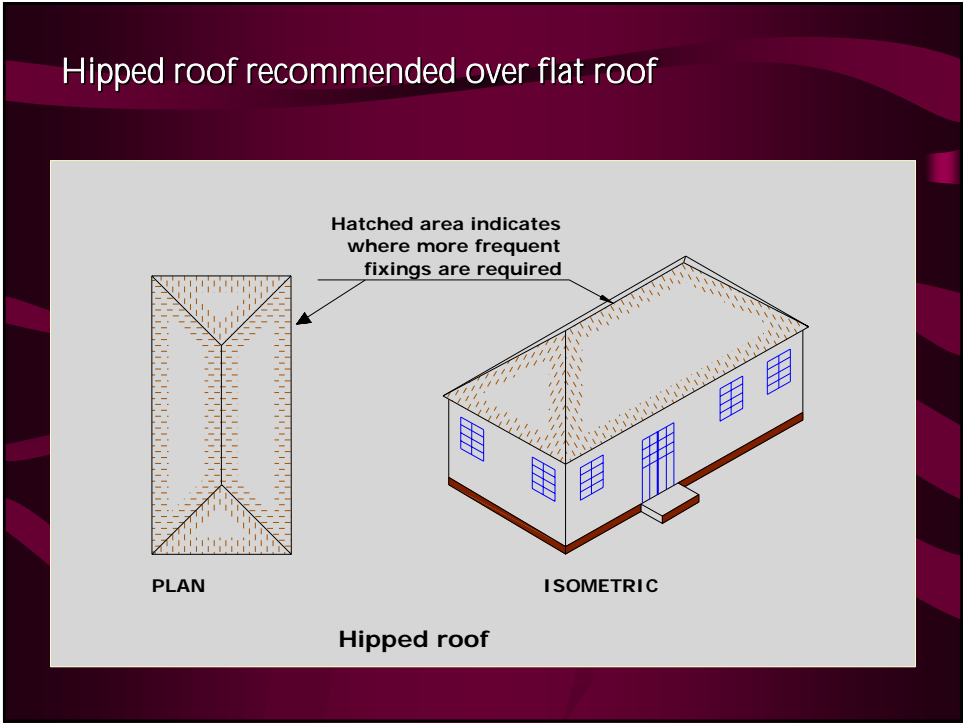 Hipped roof recommended over flat roof
Hatched area indicates
where more frequent
fixings are required
PLAN
ISOMETRIC
Hipped roof